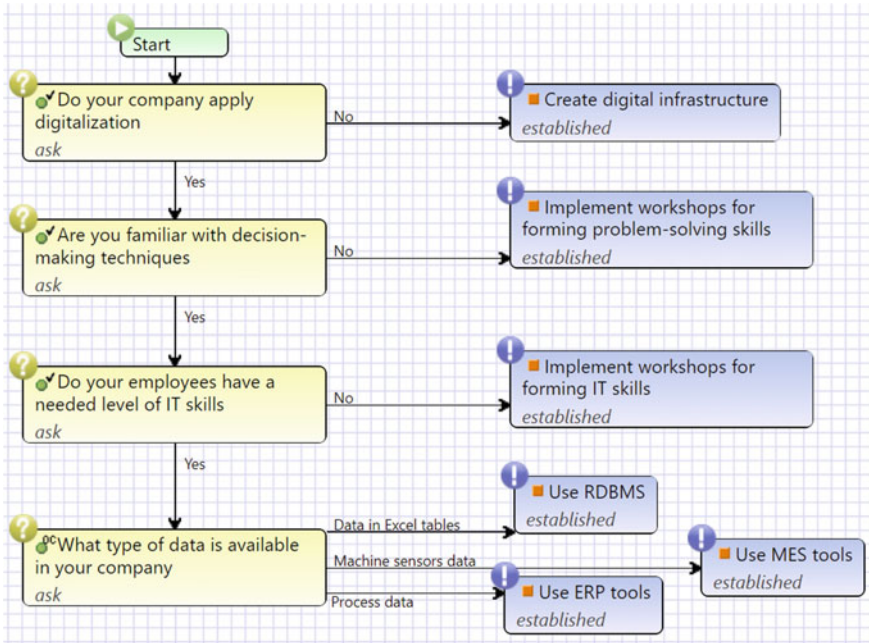 Start
Do your company apply
digitalization
ask
No
Create digital infrastructure
established
Yes
Are you familiar with decision-
making techniques
ask
No
Implement workshops for
forming problem-solving skills
established
Yes
Do your employees have a
needed level of IT skills
ask
No
Implement workshops for
forming IT skills
established
Yes
What type of data is available
in your company
ask
Data in Excel tables
Use RDBMS
established
Machine sensors data
Use MES tools
established
Process data
Use ERP tools
established